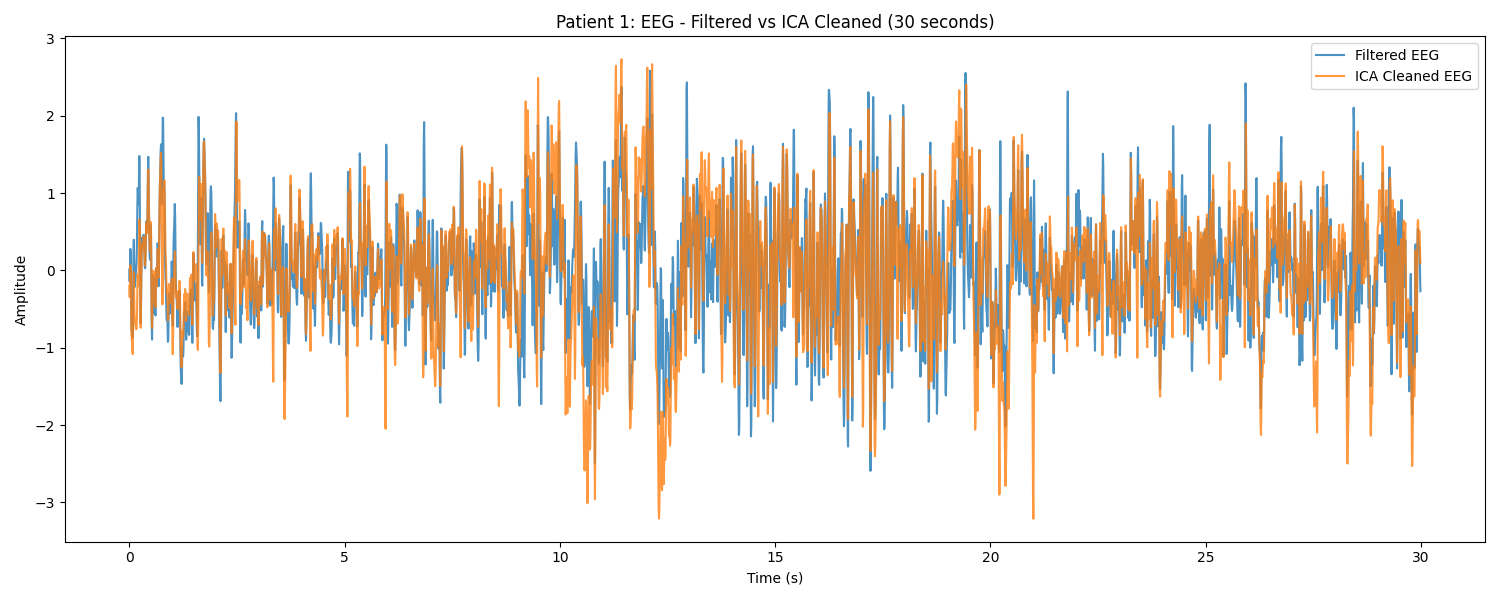 Patient 1: EEG - Filtered vs ICA Cleaned (30 seconds)
Filtered EEG
ICA Cleaned EEG
Amplitude
3
2
1
0
−1
−2
−3
0 5 10 15 20 25 30
Time (s)